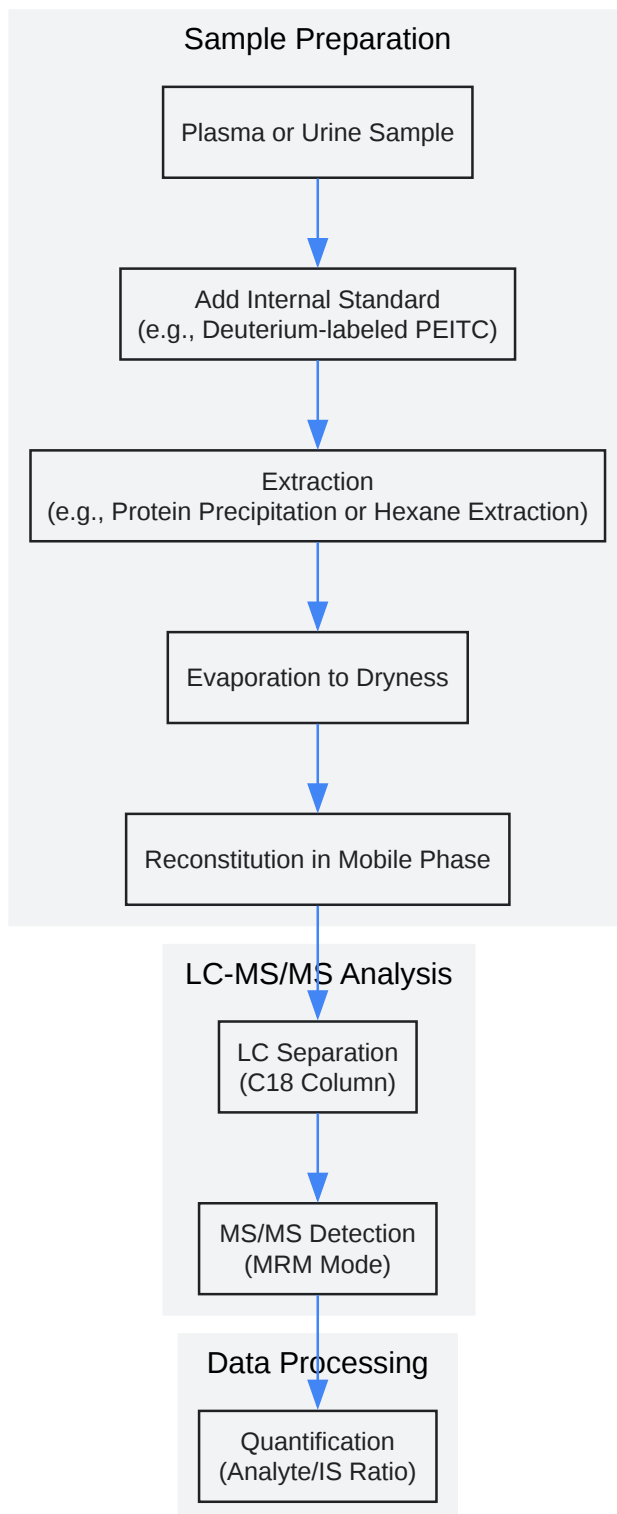 Sample Preparation
Plasma or Urine Sample
Add Internal Standard
(e.g., Deuterium-labeled PEITC)
Extraction
(e.g., Protein Precipitation or Hexane Extraction)
Evaporation to Dryness
Reconstitution in Mobile Phase
LC-MS/MS Analysis
LC Separation
(C18 Column)
MS/MS Detection
(MRM Mode)
Data Processing
Quantification
(Analyte/IS Ratio)